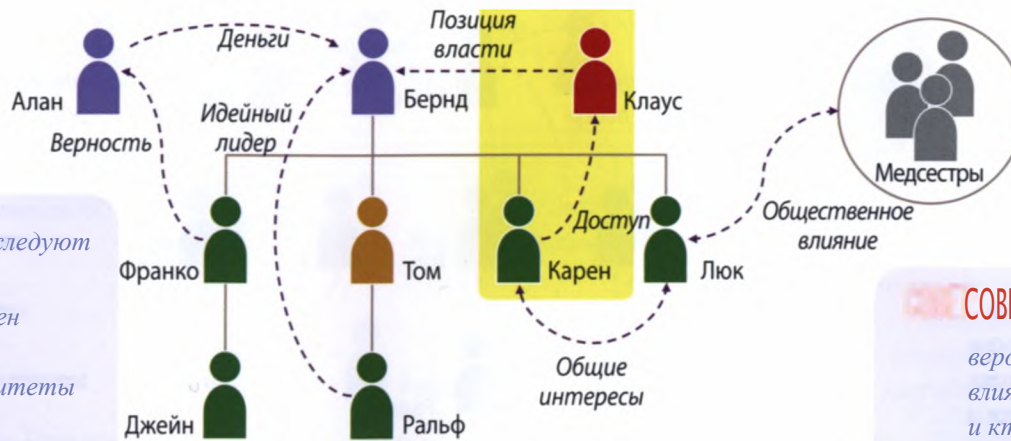 Деньги
Позиция
власти
Алан
Бернд
Клаус
Верность
Идейный
лидер
Медсестры
Доступ
Общественное
влияние
Франко
Том
Карен
Люк
Общие
интересы
Джейн
Ральф
следуют